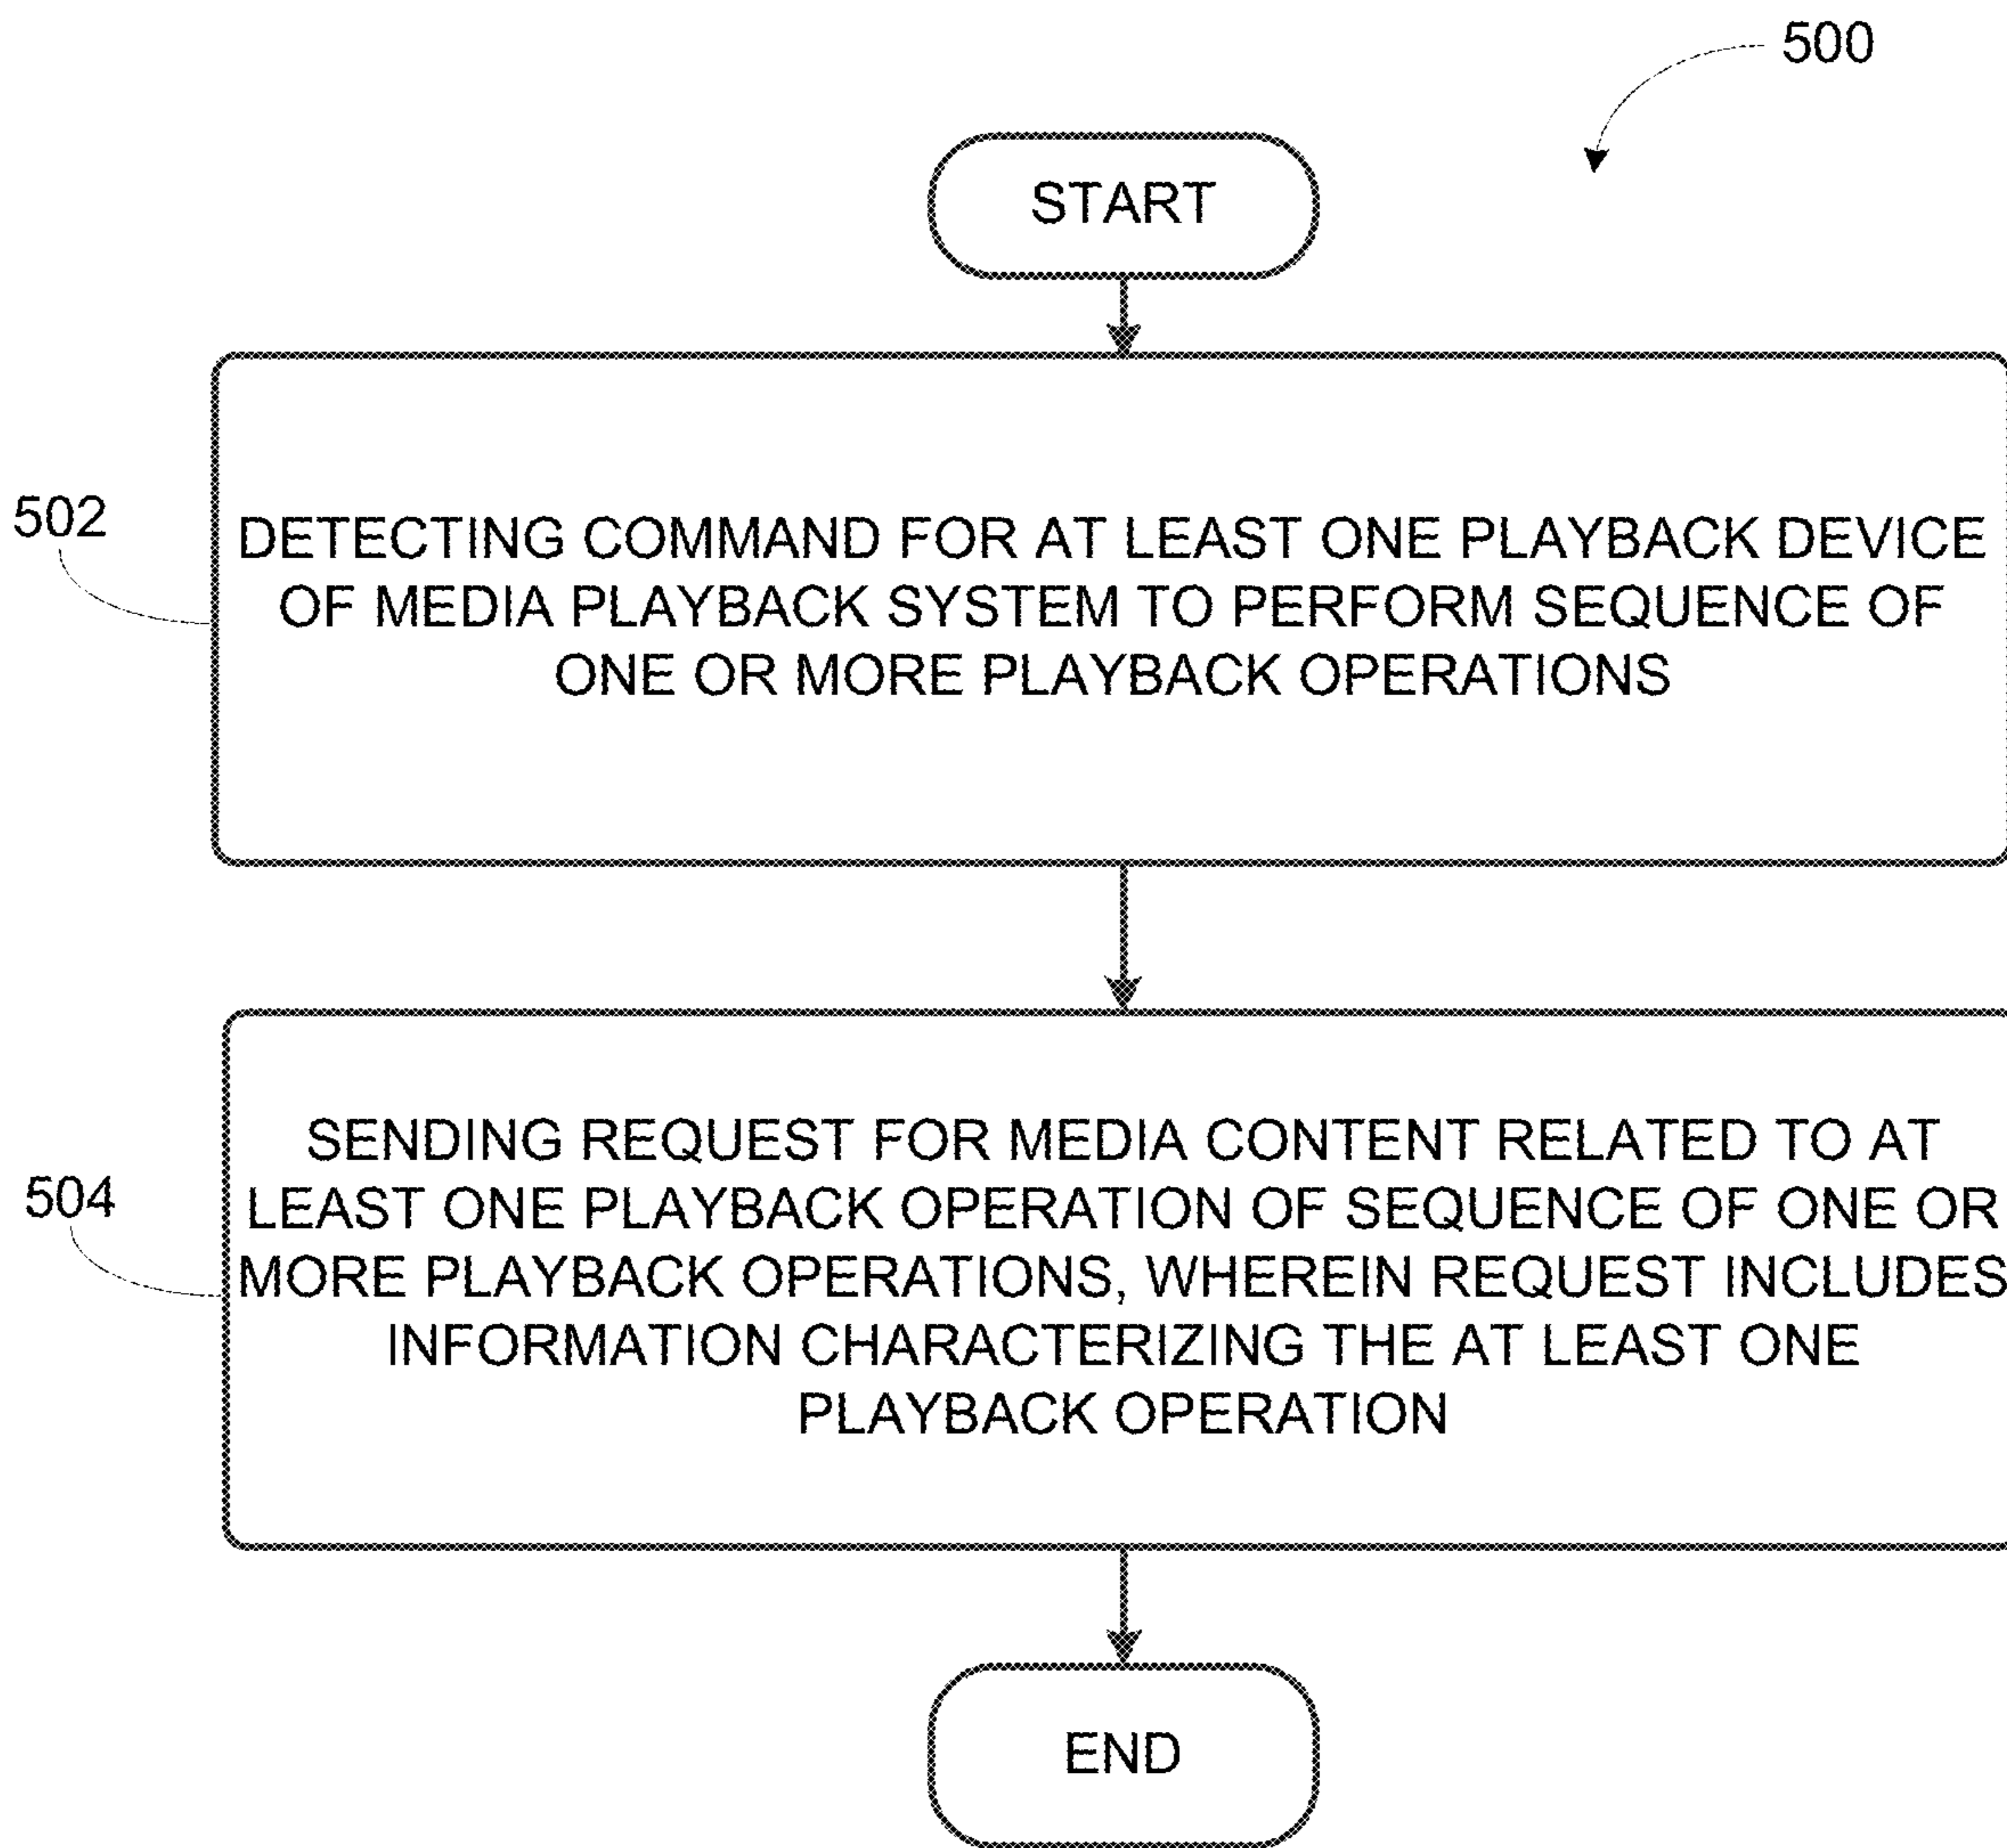 500
START
502
DETECTING COMMAND FOR AT LEAST ONE PLAYBACK DEVICE
OF MEDIA PLAYBACK SYSTEM TO PERFORM SEQUENCE OF
ONE OR MORE PLAYBACK OPERATIONS
504
SENDING REQUEST FOR MEDIA CONTENT RELATED TO AT
LEAST ONE PLAYBACK OPERATION OF SEQUENCE OF ONE OR
MORE PLAYBACK OPERATIONS, WHEREIN REQUEST INCLUDES
INFORMATION CHARACTERIZING THE AT LEAST ONE
PLAYBACK OPERATION
END